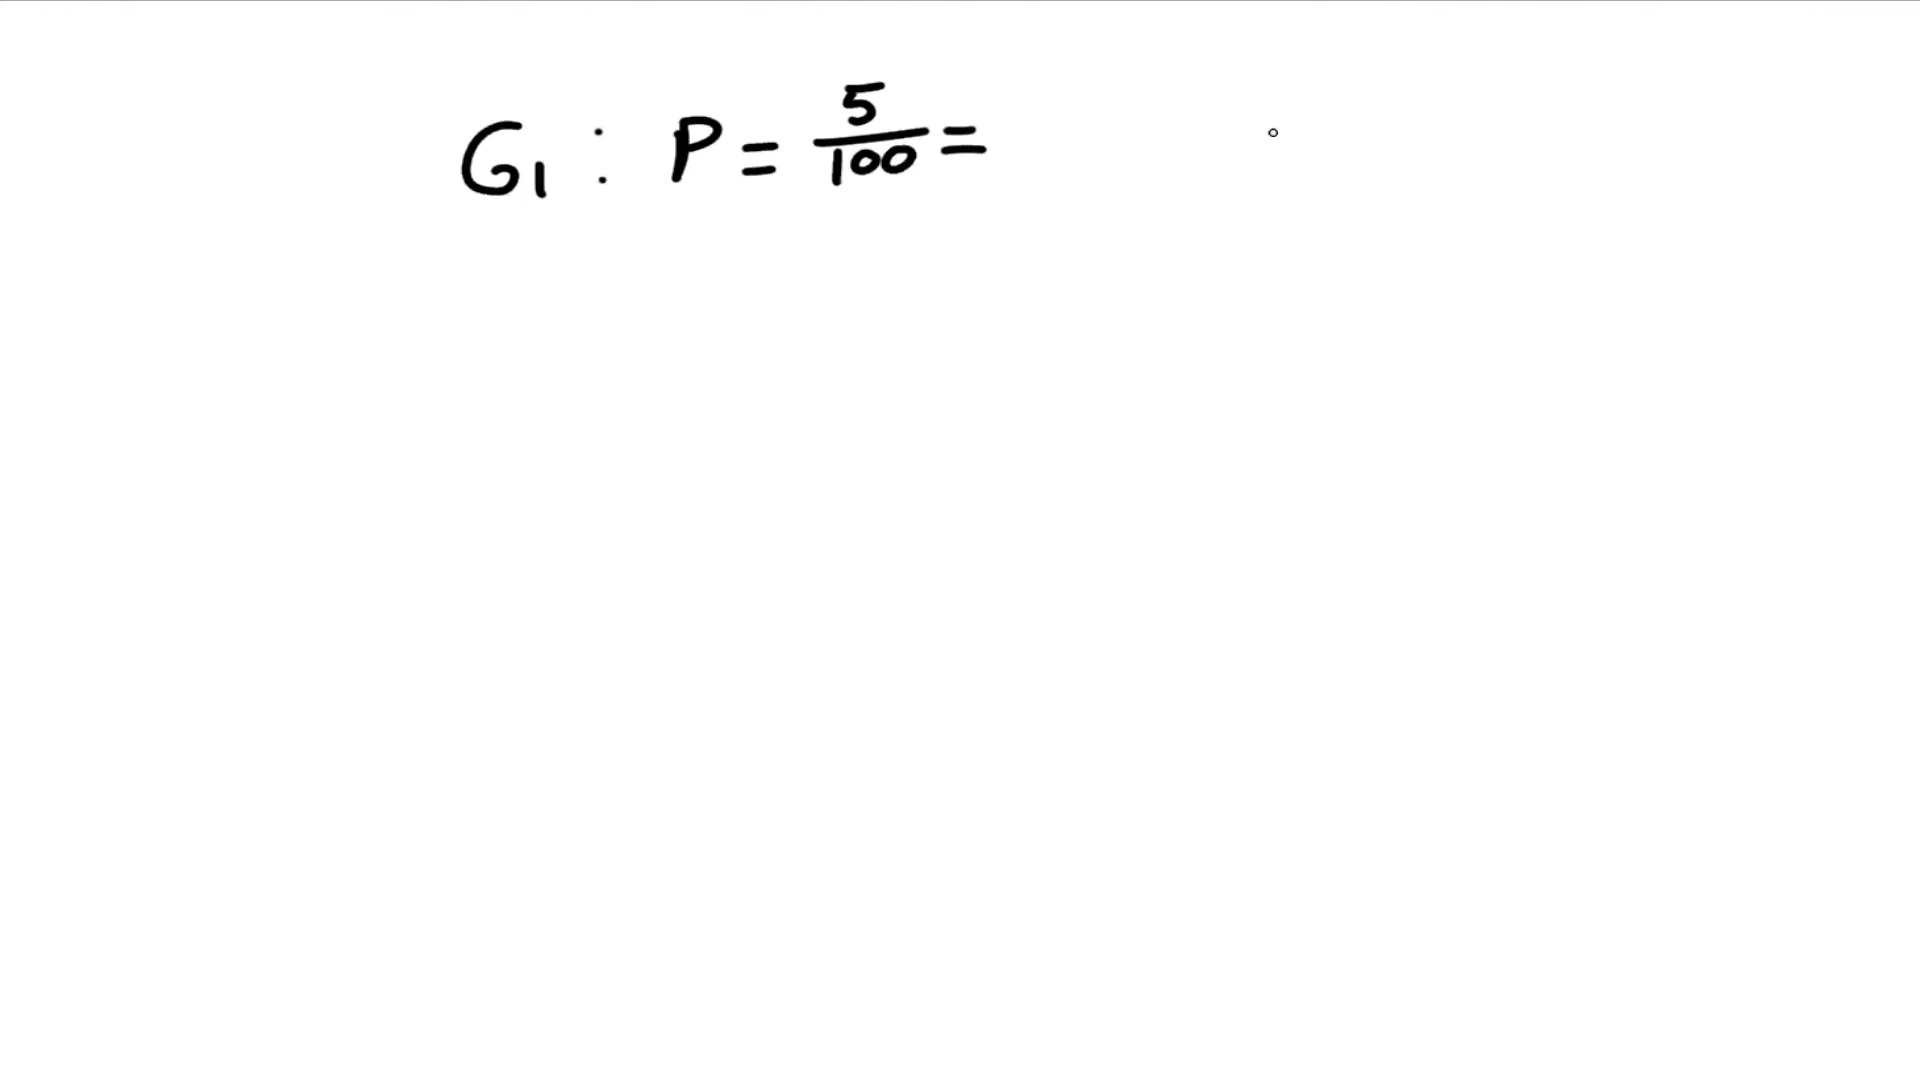 G1 : P = 5/100 =